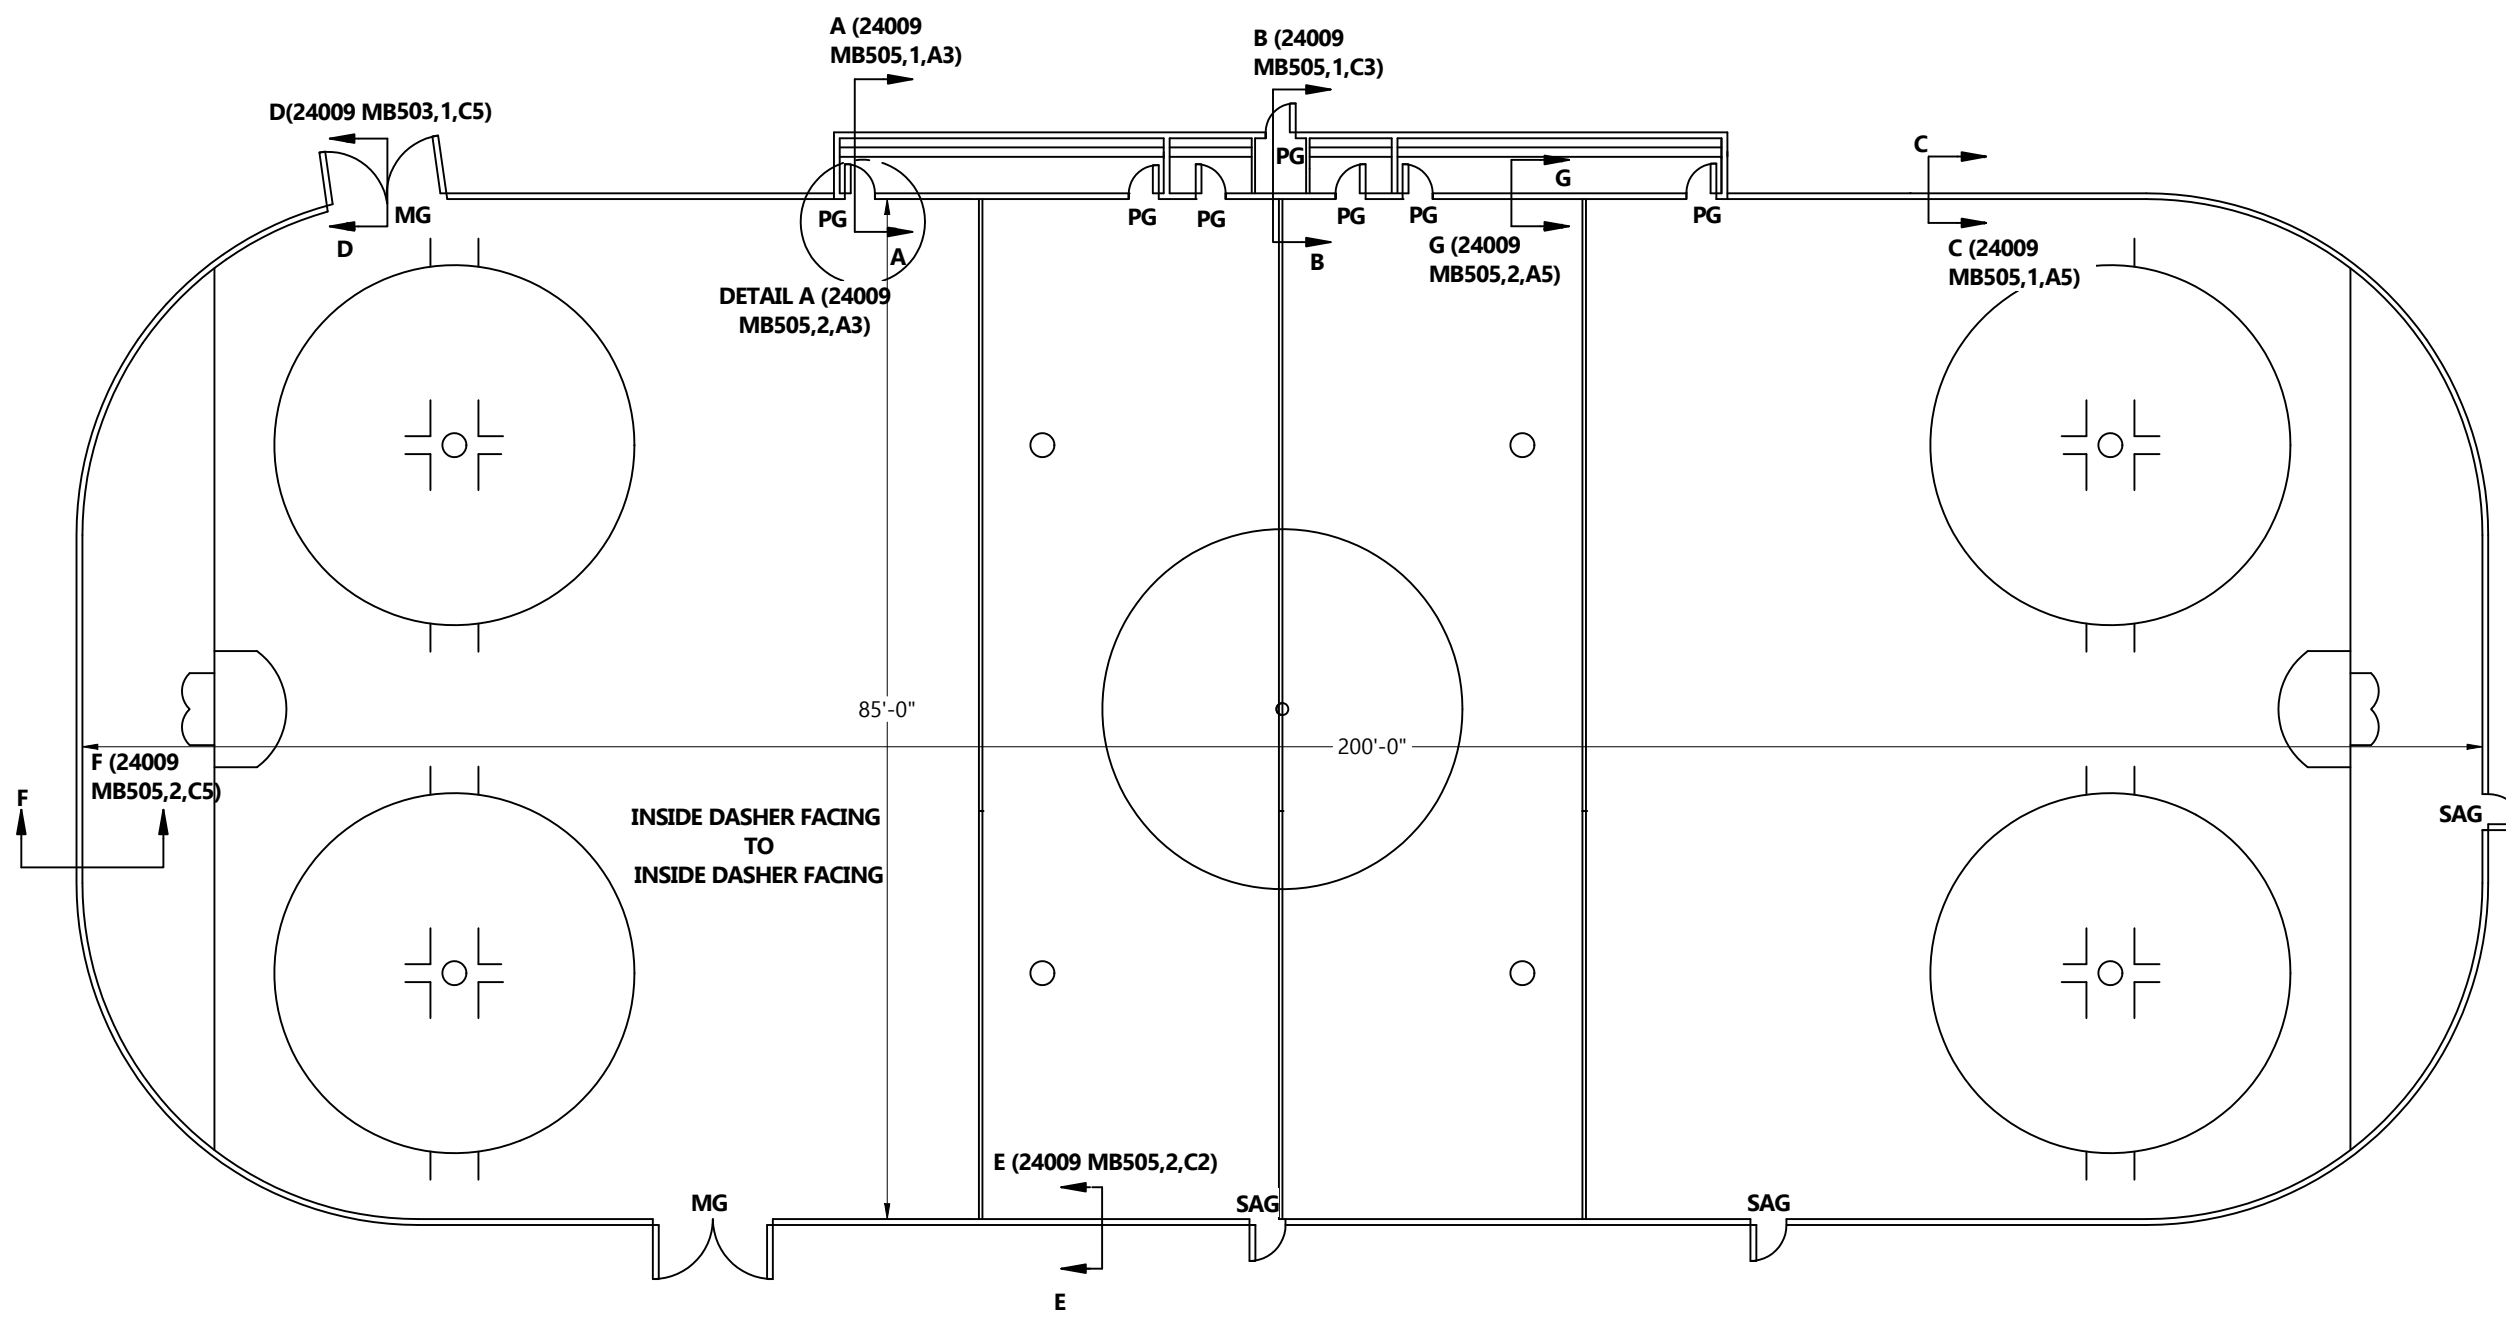 A (24009
MB505,1,A3)
B (24009
MB505,1,C3)
D(24009 MB503,1,C5)
C
PG
G
MG
PG
PG
PG
PG
PG
PG
D
A
B
G (24009
MB505,2,A5)
C (24009
MB505,1,A5)
DETAIL A (24009
MB505,2,A3)
85'-0"
200'-0"
F (24009
MB505,2,C5)
F
INSIDE DASHER FACING
TO
INSIDE DASHER FACING
SAG
E (24009 MB505,2,C2)
MG
SAG
SAG
E